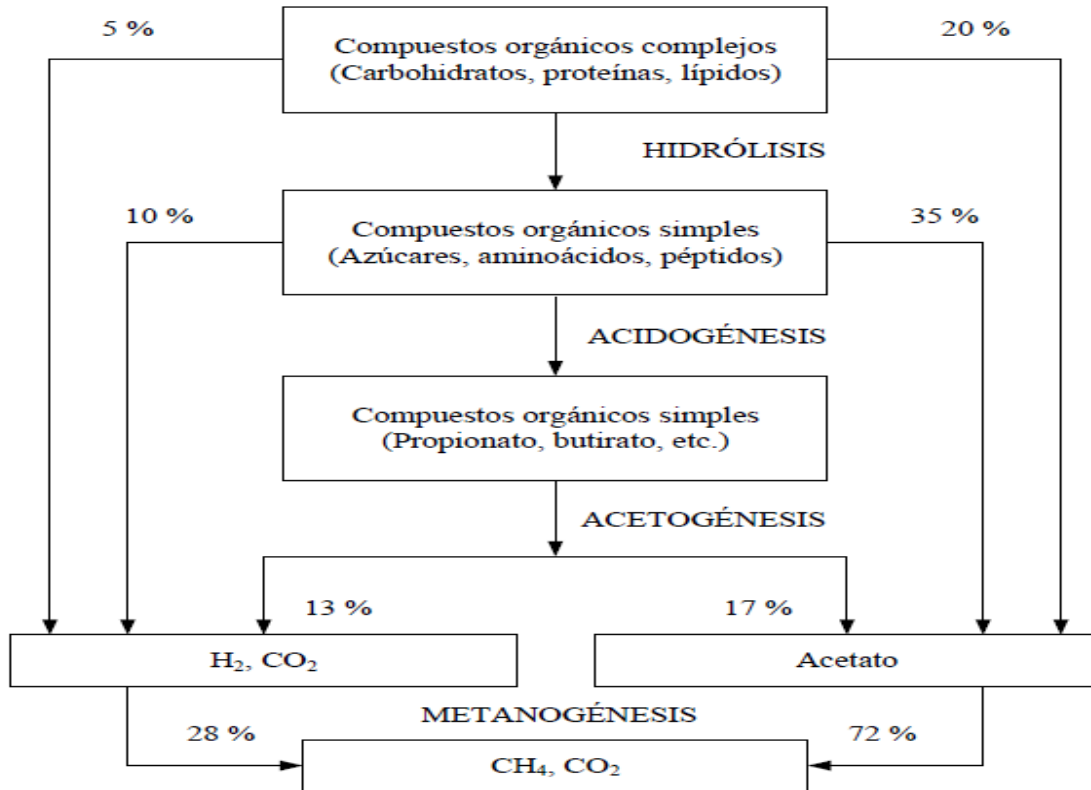 5 %
Compuestos orgánicos complejos
(Carbohidratos, proteínas, lípidos)
20 %
HIDRÓLISIS
10 %
Compuestos orgánicos simples
(Azúcares, aminoácidos, péptidos)
35 %
ACIDOGÉNESIS
Compuestos orgánicos simples
(Propionato, butirato, etc.)
ACETOGÉNESIS
13 %
17 %
H₂, CO₂
Acetato
METANOGÉNESIS
28 %
72 %
CH₄, CO₂